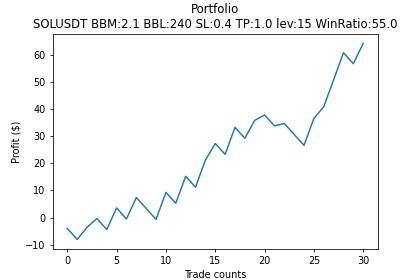 Portfolio
SOLUSDT BBM:2.1 BBL:240 SL:0.4 TP:1.0 lev:15 WinRatio:55.0
60
50
40
30
20
10
0
−10
Profit ($)
0 5 10 15 20 25 30
Trade counts